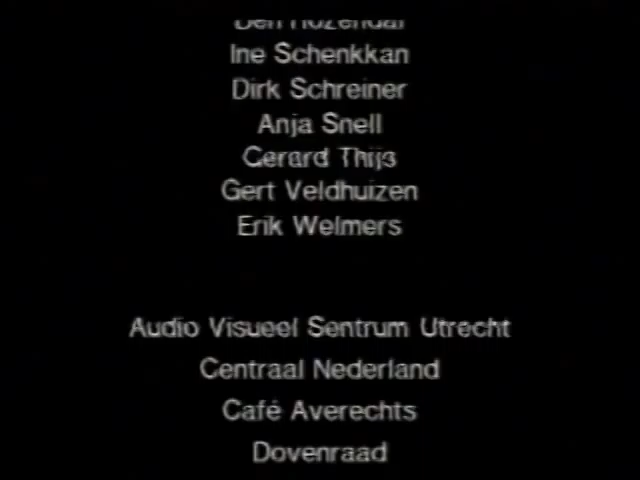 Ine Schenkkan
Dirk Schreiner
Anja Snell
Gerard Thijs
Gert Veldhuizen
Erik Welmers
Audio Visueel Sentrum Utrecht
Centraal Nederland
Café Averechts
Dovenraad